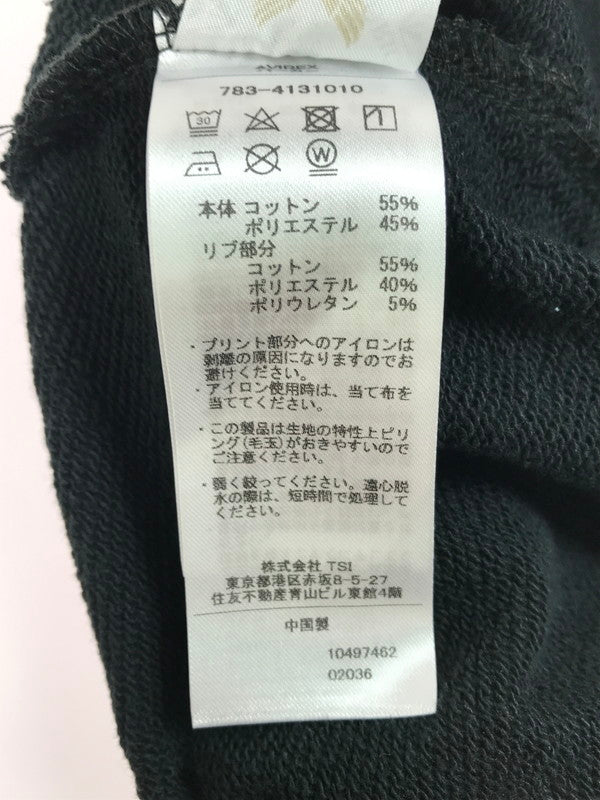 AVIREX
783-4131010
30
W
本体 コットン 55%
ポリエステル 45%
リブ部分
コットン 55%
ポリエステル 40%
ポリウレタン 5%
・プリント部分へのアイロンは
剥離の原因になりますのでお
避けください。
・アイロン使用時は、当て布を
当ててください。
・この製品は生地の特性上ピリ
ング(毛玉)がおきやすいので
ご注意ください。
・弱く絞ってください。遠心脱
水の際は、短時間で処理して
ください。
株式会社 TSI
東京都港区赤坂8-5-27
住友不動産青山ビル東館4階
中国製
10497462
02036